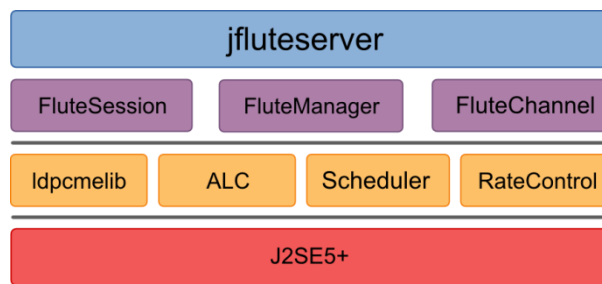 jfluteserver
FluteSession FluteManager FluteChannel
ldpcmelib ALC Scheduler RateControl
J2SE5+